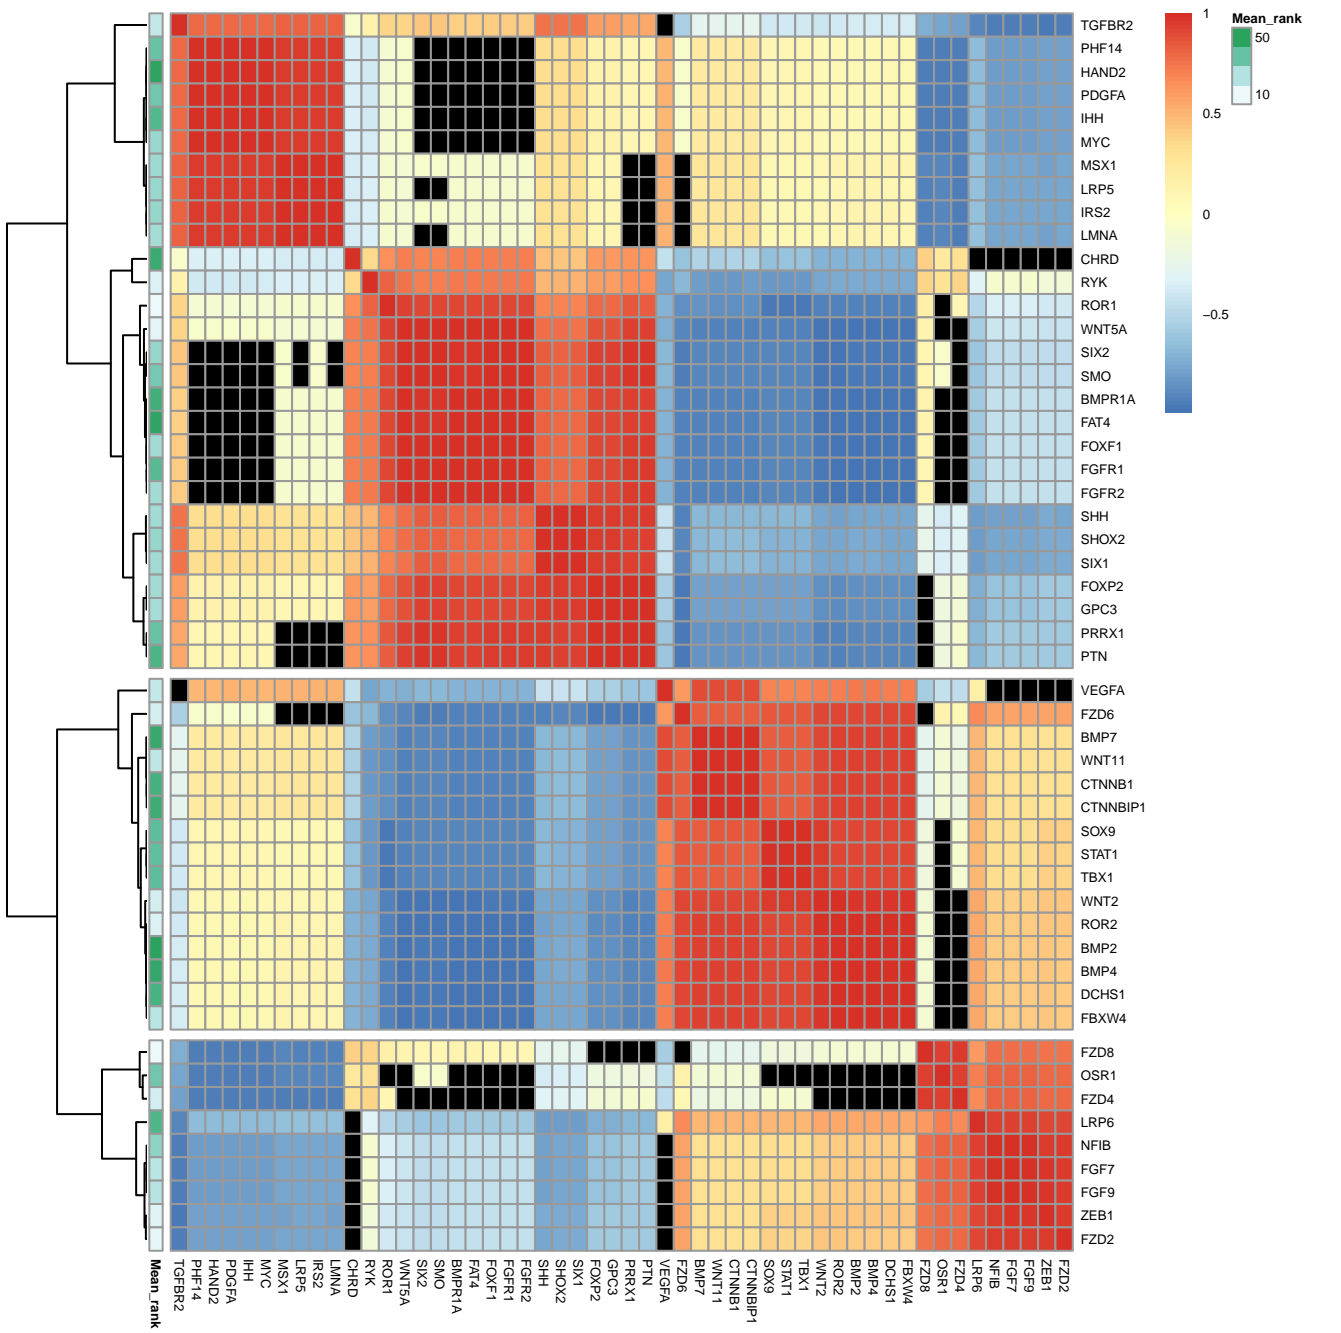 1
0.5
0
−0.5
Mean_rank
50
10
TGFBR2
PHF14
HAND2
PDGFA
IHH
MYC
MSX1
LRP5
IRS2
LMNA
CHRD
RYK
ROR1
WNT5A
SIX2
SMO
BMPR1A
FAT4
FOXF1
FGFR1
FGFR2
SHH
SHOX2
SIX1
FOXP2
GPC3
PRRX1
PTN
VEGFA
FZD6
BMP7
WNT11
CTNNB1
CTNNBIP1
SOX9
STAT1
TBX1
WNT2
ROR2
BMP2
BMP4
DCHS1
FBXW4
FZD8
OSR1
FZD4
LRP6
NFIB
FGF7
FGF9
ZEB1
FZD2
Mean_rank
TGFBR2
PHF14
HAND2
PDGFA
IHH
MYC
MSX1
LRP5
IRS2
LMNA
CHRD
RYK
ROR1
WNT5A
SIX2
SMO
BMPR1A
FAT4
FOXF1
FGFR1
FGFR2
SHH
SHOX2
SIX1
FOXP2
GPC3
PRRX1
PTN
VEGFA
FZD6
BMP7
WNT11
CTNNB1
CTNNBIP1
SOX9
STAT1
TBX1
WNT2
ROR2
BMP2
BMP4
DCHS1
FBXW4
FZD8
OSR1
FZD4
LRP6
NFIB
FGF7
FGF9
ZEB1
FZD2